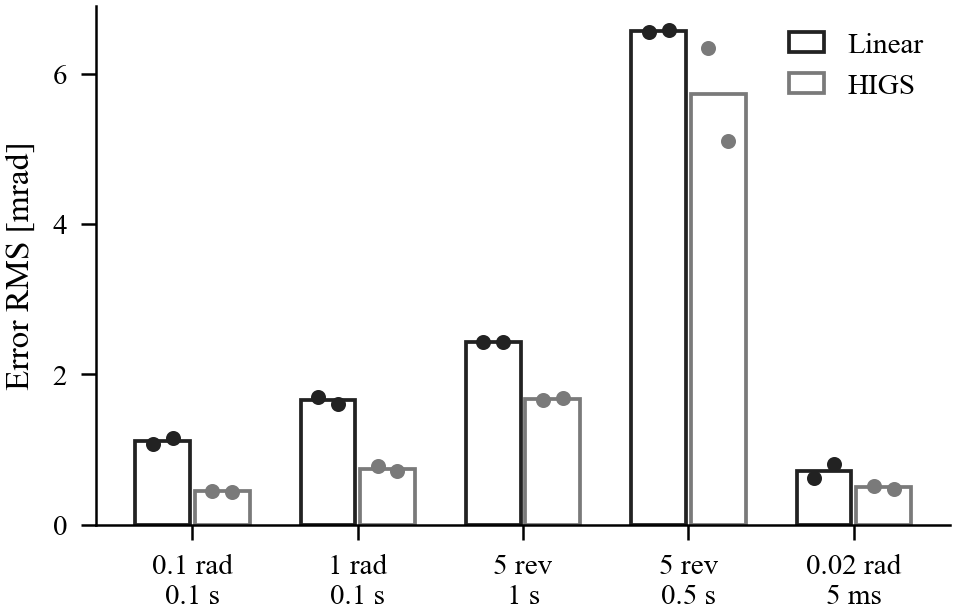 Error RMS [mrad]
6
4
2
0
Linear
HIGS
0.1 rad
0.1 s
1 rad
0.1 s
5 rev
1 s
5 rev
0.5 s
0.02 rad
5 ms